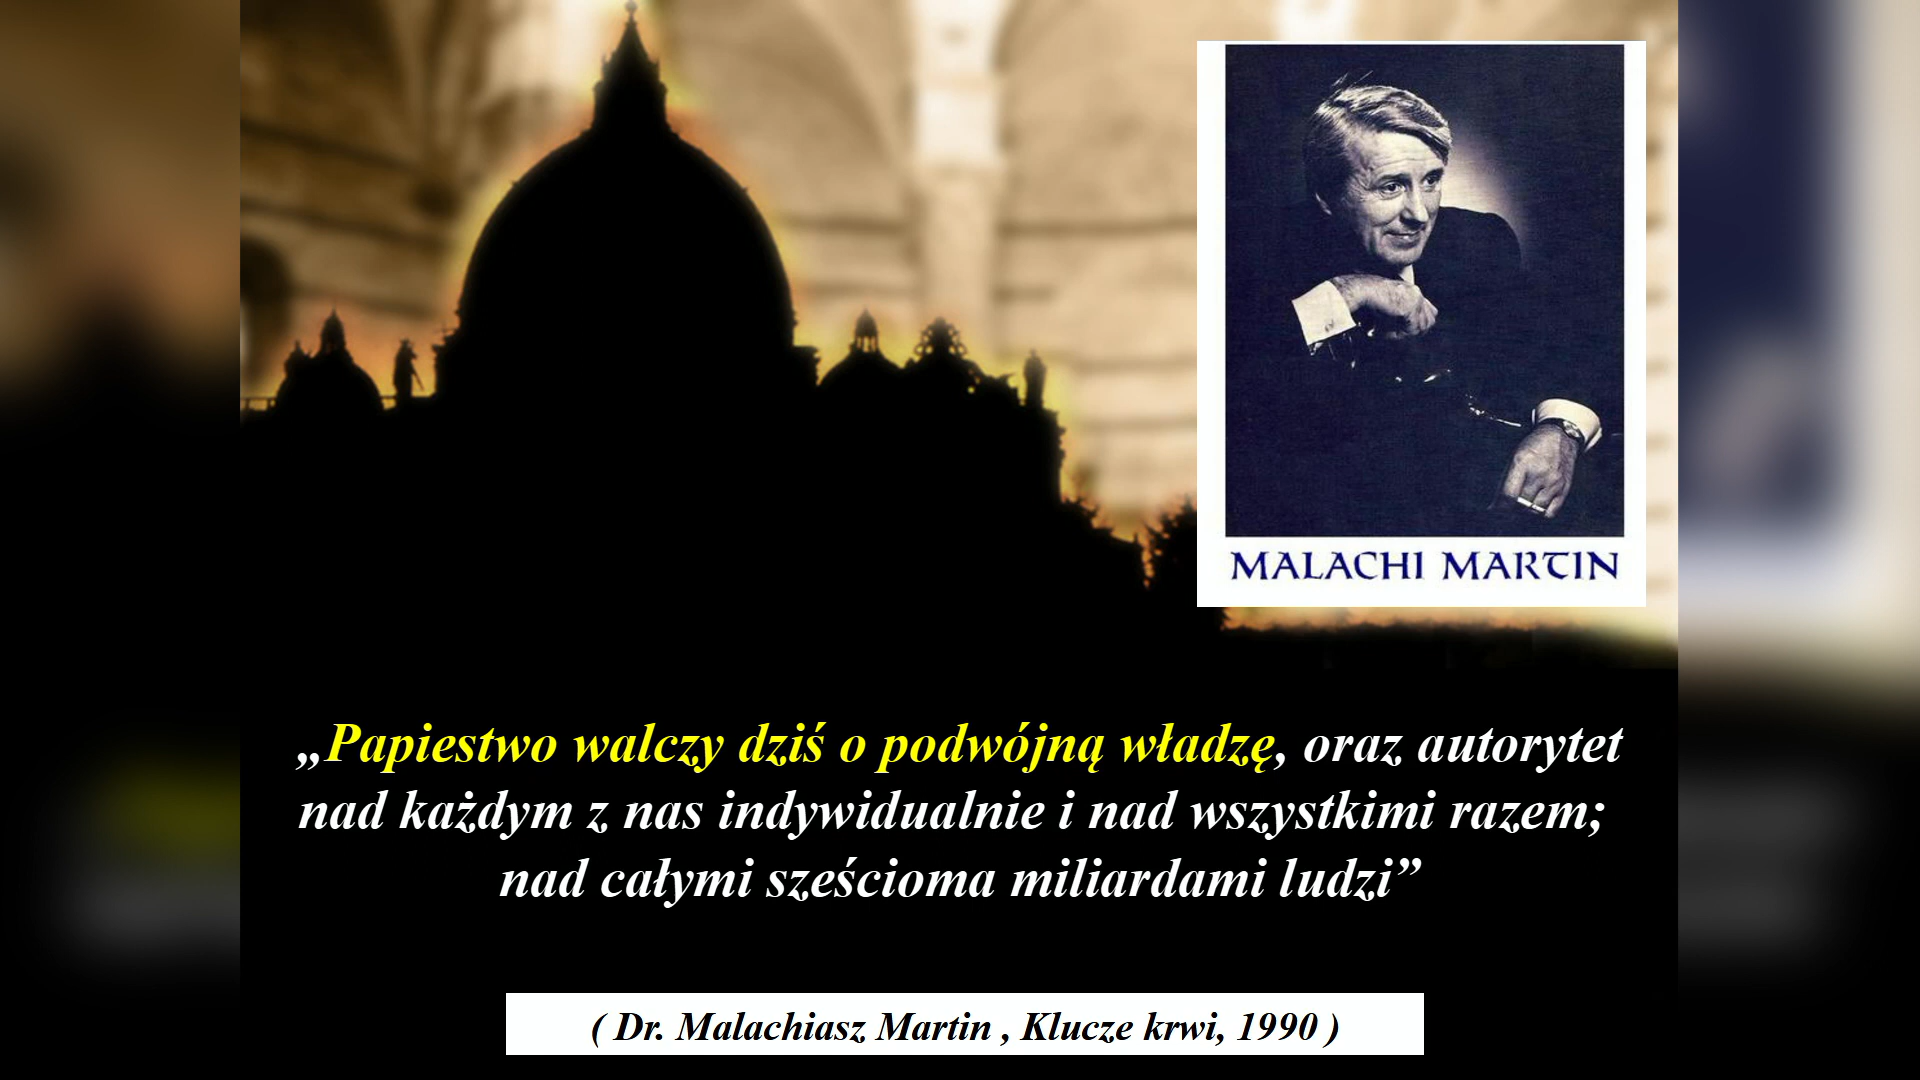 MALACHI MARTIN
„Papiestwo walczy dziś o podwójną władzę, oraz autorytet
nad każdym z nas indywidualnie i nad wszystkimi razem;
nad całymi sześcioma miliardami ludzi”
( Dr. Malachiasz Martin , Klucze krwi, 1990 )